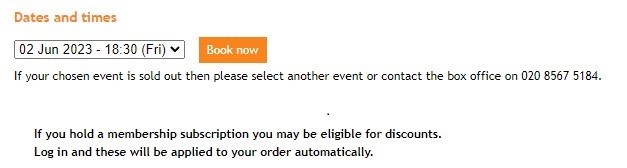 Dates and times
02 Jun 2023 - 18:30 (Fri)
Book now
If your chosen event is sold out then please select another event or contact the box office on 020 8567 5184.
.
If you hold a membership subscription you may be eligible for discounts.
Log in and these will be applied to your order automatically.